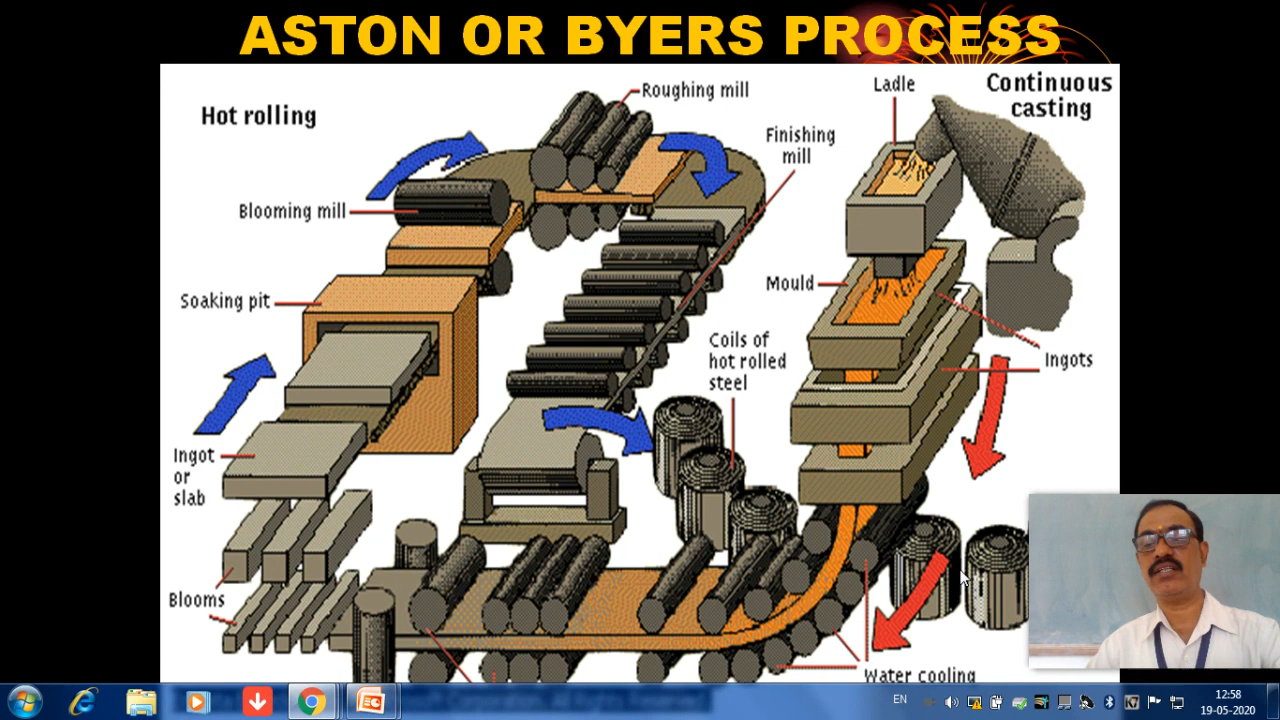 ASTON OR BYERS PROCESS
Hot rolling
Roughing mill
Ladle
Continuous
casting
Finishing
mill
Blooming mill
Soaking pit
Mould
Coils of
hot rolled
steel
Ingots
Ingot
or
slab
Blooms
Water cooling
EN
12:58
19-05-2020